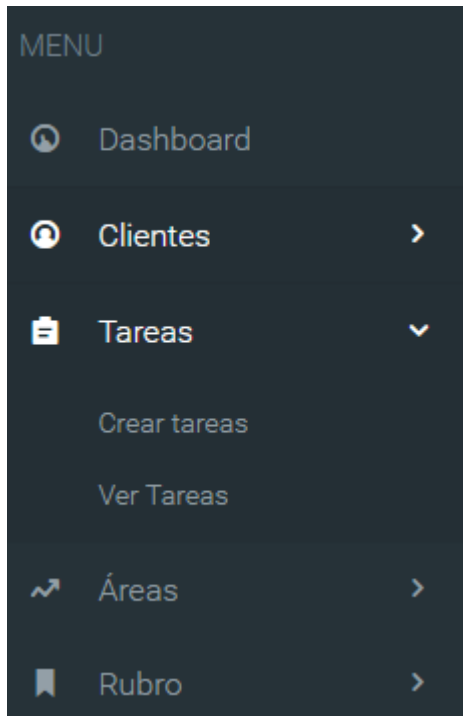 MENU
Dashboard
Clientes
Tareas
Crear tareas
Ver Tareas
Áreas
Rubro